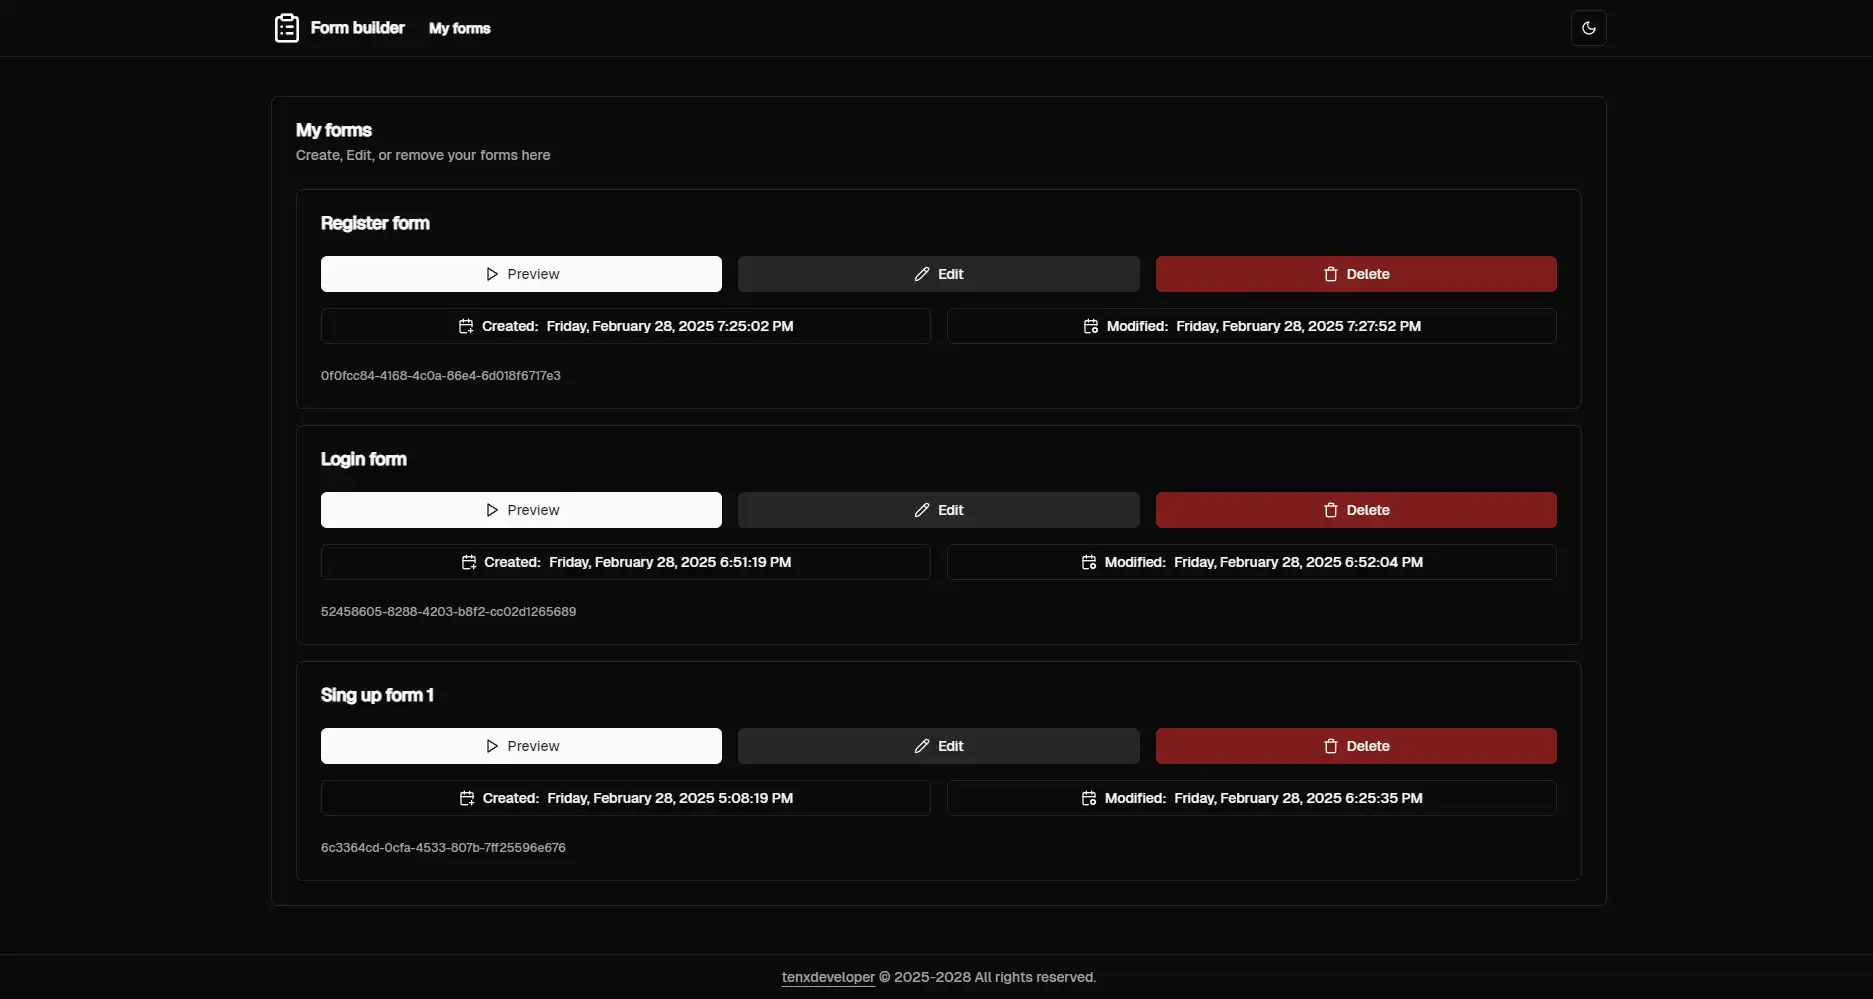 Form builder
My forms
My forms
Create, Edit, or remove your forms here
Register form
Preview
Edit
Delete
Created: Friday, February 28, 2025 7:25:02 PM
Modified: Friday, February 28, 2025 7:27:52 PM
0f0fcc84-4168-4c0a-86e4-6d018f6717e3
Login form
Preview
Edit
Delete
Created: Friday, February 28, 2025 6:51:19 PM
Modified: Friday, February 28, 2025 6:52:04 PM
52458605-8288-4203-b8f2-cc02d1265689
Sing up form 1
Preview
Edit
Delete
Created: Friday, February 28, 2025 5:08:19 PM
Modified: Friday, February 28, 2025 6:25:35 PM
6c3364cd-0cfa-4533-807b-7ff25596e676
tenxdeveloper © 2025-2028 All rights reserved.